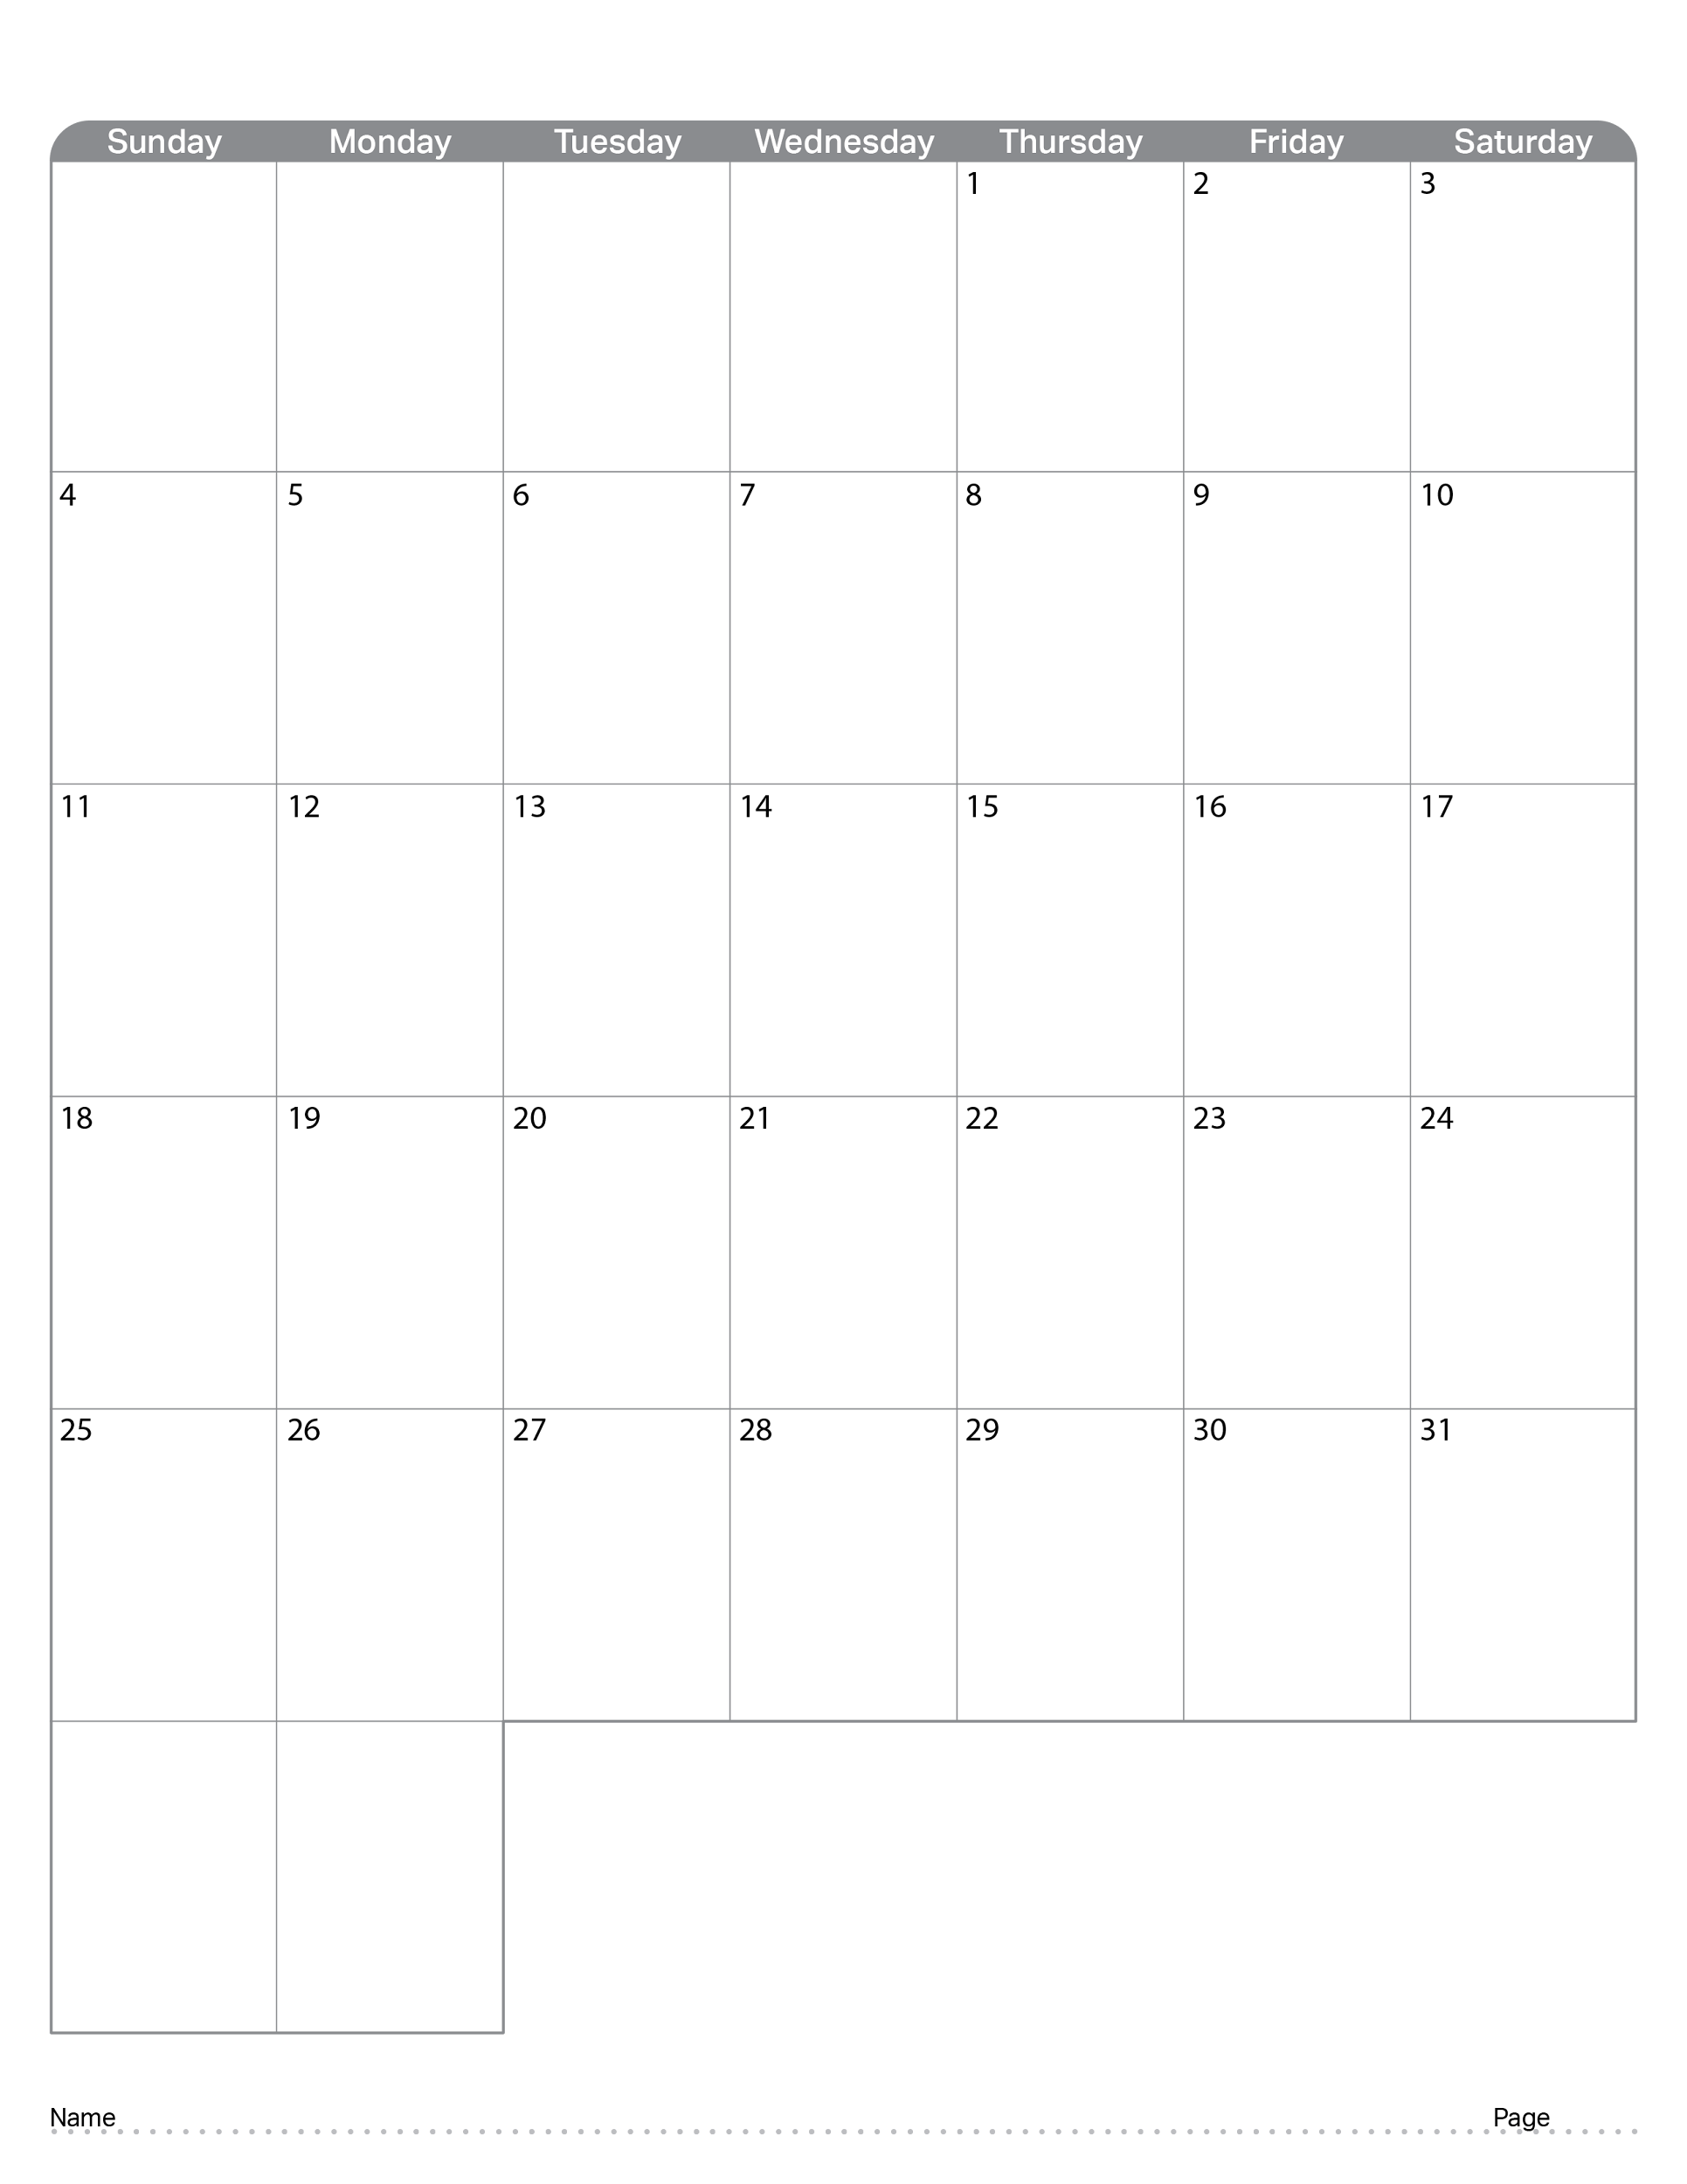 Sunday Monday Tuesday Wednesday Thursday Friday Saturday
1 2 3
4 5 6 7 8 9 10
11 12 13 14 15 16 17
18 19 20 21 22 23 24
25 26 27 28 29 30 31
Name Page